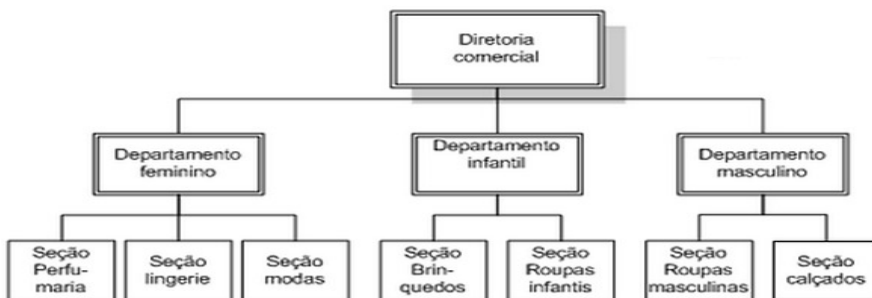 Diretoria
comercial
Departamento
feminino
Departamento
infantil
Departamento
masculino
Seção
Perfu-
maria
Seção
lingerie
Seção
modas
Seção
Brin-
quedos
Seção
Roupas
infantis
Seção
Roupas
masculinas
Seção
calçados